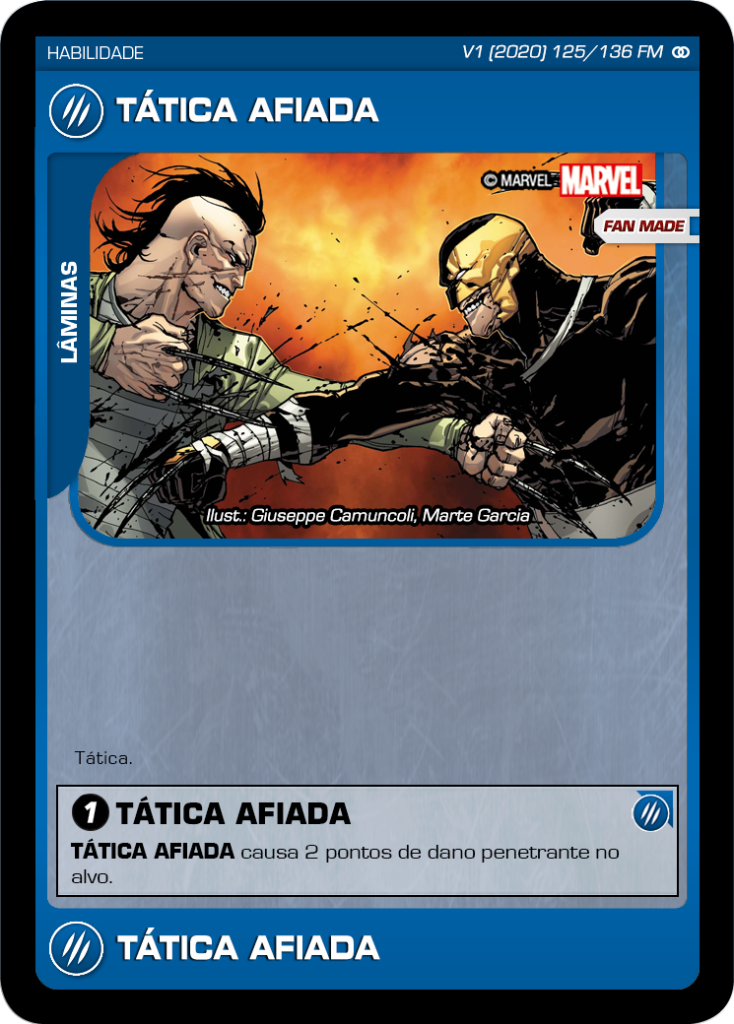 HABILIDADE
V1 (2020) 125/136 FM
TÁTICA AFIADA
© MARVEL MARVEL
FAN MADE
LÂMINAS
Ilust.: Giuseppe Camuncoli, Marte Garcia
Tática.
1 TÁTICA AFIADA
TÁTICA AFIADA causa 2 pontos de dano penetrante no
alvo.
TÁTICA AFIADA